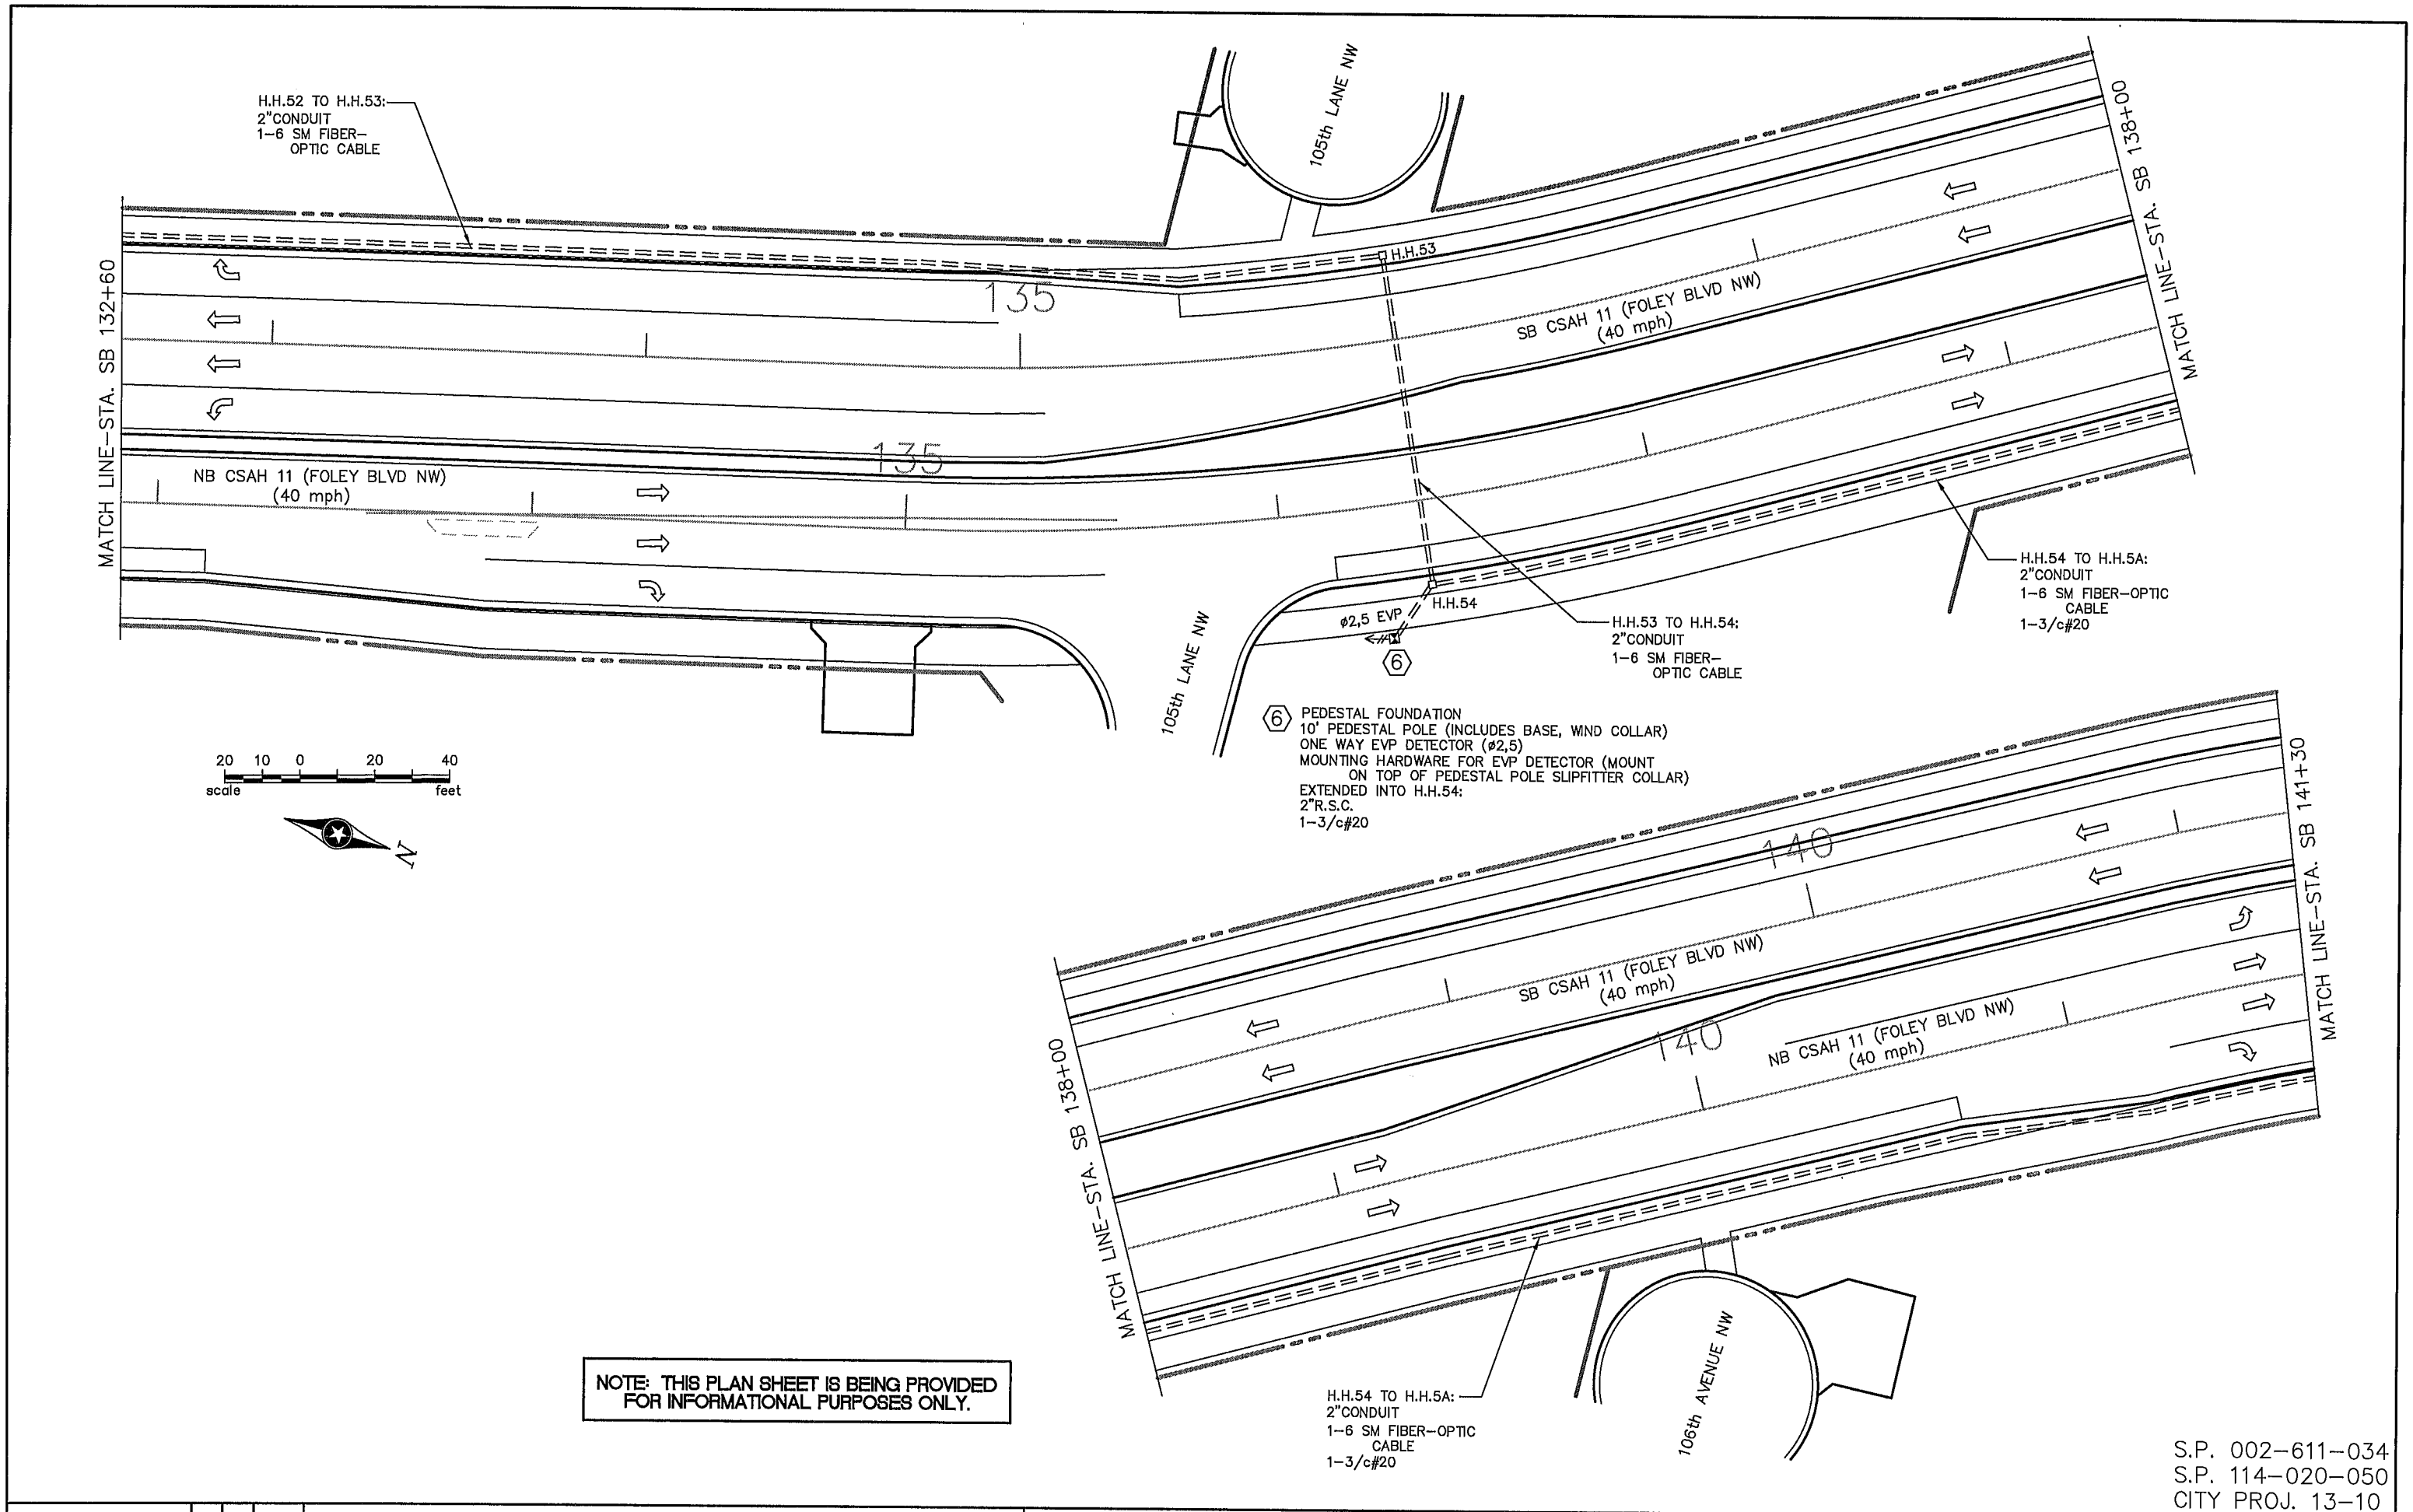 H.H.52 TO H.H.53:
2"CONDUIT
1-6 SM FIBER-
OPTIC CABLE
105th LANE NW
MATCH LINE-STA. SB 138+00
MATCH LINE-STA. SB 132+60
H.H.53
135
SB CSAH 11 (FOLEY BLVD NW)
(40 mph)
135
NB CSAH 11 (FOLEY BLVD NW)
(40 mph)
H.H.54 TO H.H.5A:
2"CONDUIT
1-6 SM FIBER-OPTIC
CABLE
1-3/c#20
H.H.54
ø2,5 EVP
6
105th LANE NW
H.H.53 TO H.H.54:
2"CONDUIT
1-6 SM FIBER-
OPTIC CABLE
6 PEDESTAL FOUNDATION
10' PEDESTAL POLE (INCLUDES BASE, WIND COLLAR)
ONE WAY EVP DETECTOR (ø2,5)
MOUNTING HARDWARE FOR EVP DETECTOR (MOUNT
ON TOP OF PEDESTAL POLE SLIPFITTER COLLAR)
EXTENDED INTO H.H.54:
2"R.S.C.
1-3/c#20
20 10 0 20 40
scale feet
N
MATCH LINE-STA. SB 141+30
140
SB CSAH 11 (FOLEY BLVD NW)
(40 mph)
140
NB CSAH 11 (FOLEY BLVD NW)
(40 mph)
MATCH LINE-STA. SB 138+00
H.H.54 TO H.H.5A:
2"CONDUIT
1-6 SM FIBER-OPTIC
CABLE
1-3/c#20
106th AVENUE NW
NOTE: THIS PLAN SHEET IS BEING PROVIDED
FOR INFORMATIONAL PURPOSES ONLY.
S.P. 002-611-034
S.P. 114-020-050
CITY PROJ. 13-10